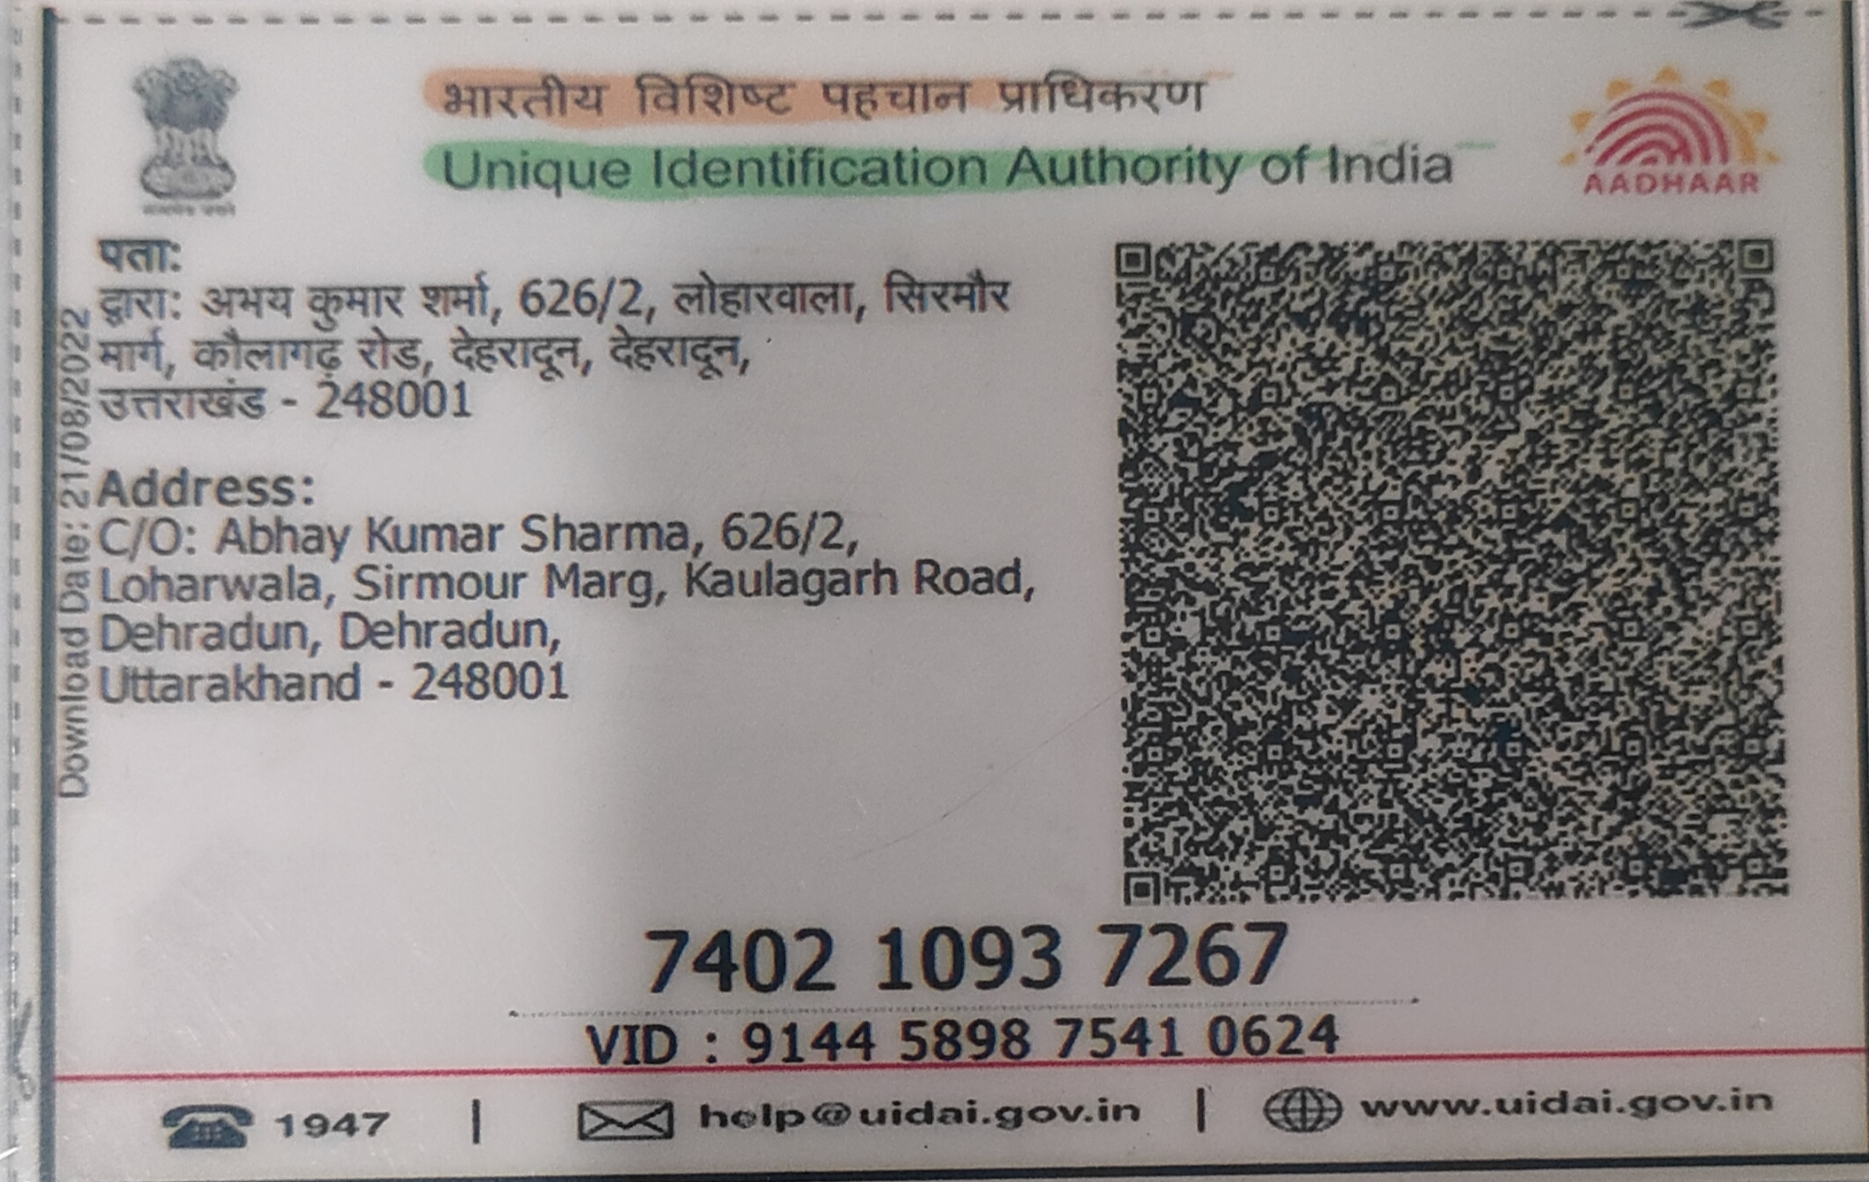 भारतीय विशिष्ट पहचान प्राधिकरण
Unique Identification Authority of India
AADHAAR
पता:
द्वारा: अभय कुमार शर्मा, 626/2, लोहारवाला, सिरमौर
मार्ग, कौलागढ़ रोड, देहरादून, देहरादून,
उत्तराखंड - 248001
Address:
C/O: Abhay Kumar Sharma, 626/2,
Loharwala, Sirmour Marg, Kaulagarh Road,
Dehradun, Dehradun,
Uttarakhand - 248001
Download Date: 21/08/2022
7402 1093 7267
VID : 9144 5898 7541 0624
1947 | help@uidai.gov.in | www.uidai.gov.in